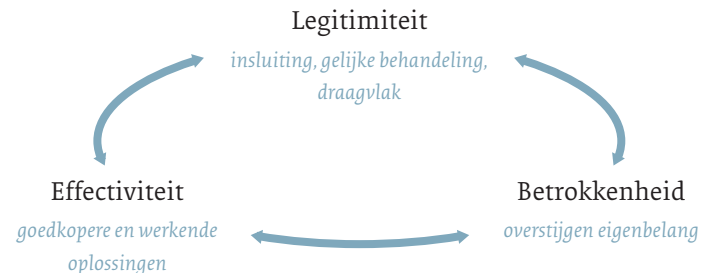 Legitimiteit
insluiting, gelijke behandeling,
draagvlak
Effectiviteit
goedkopere en werkende
oplossingen
Betrokkenheid
overstijgen eigenbelang